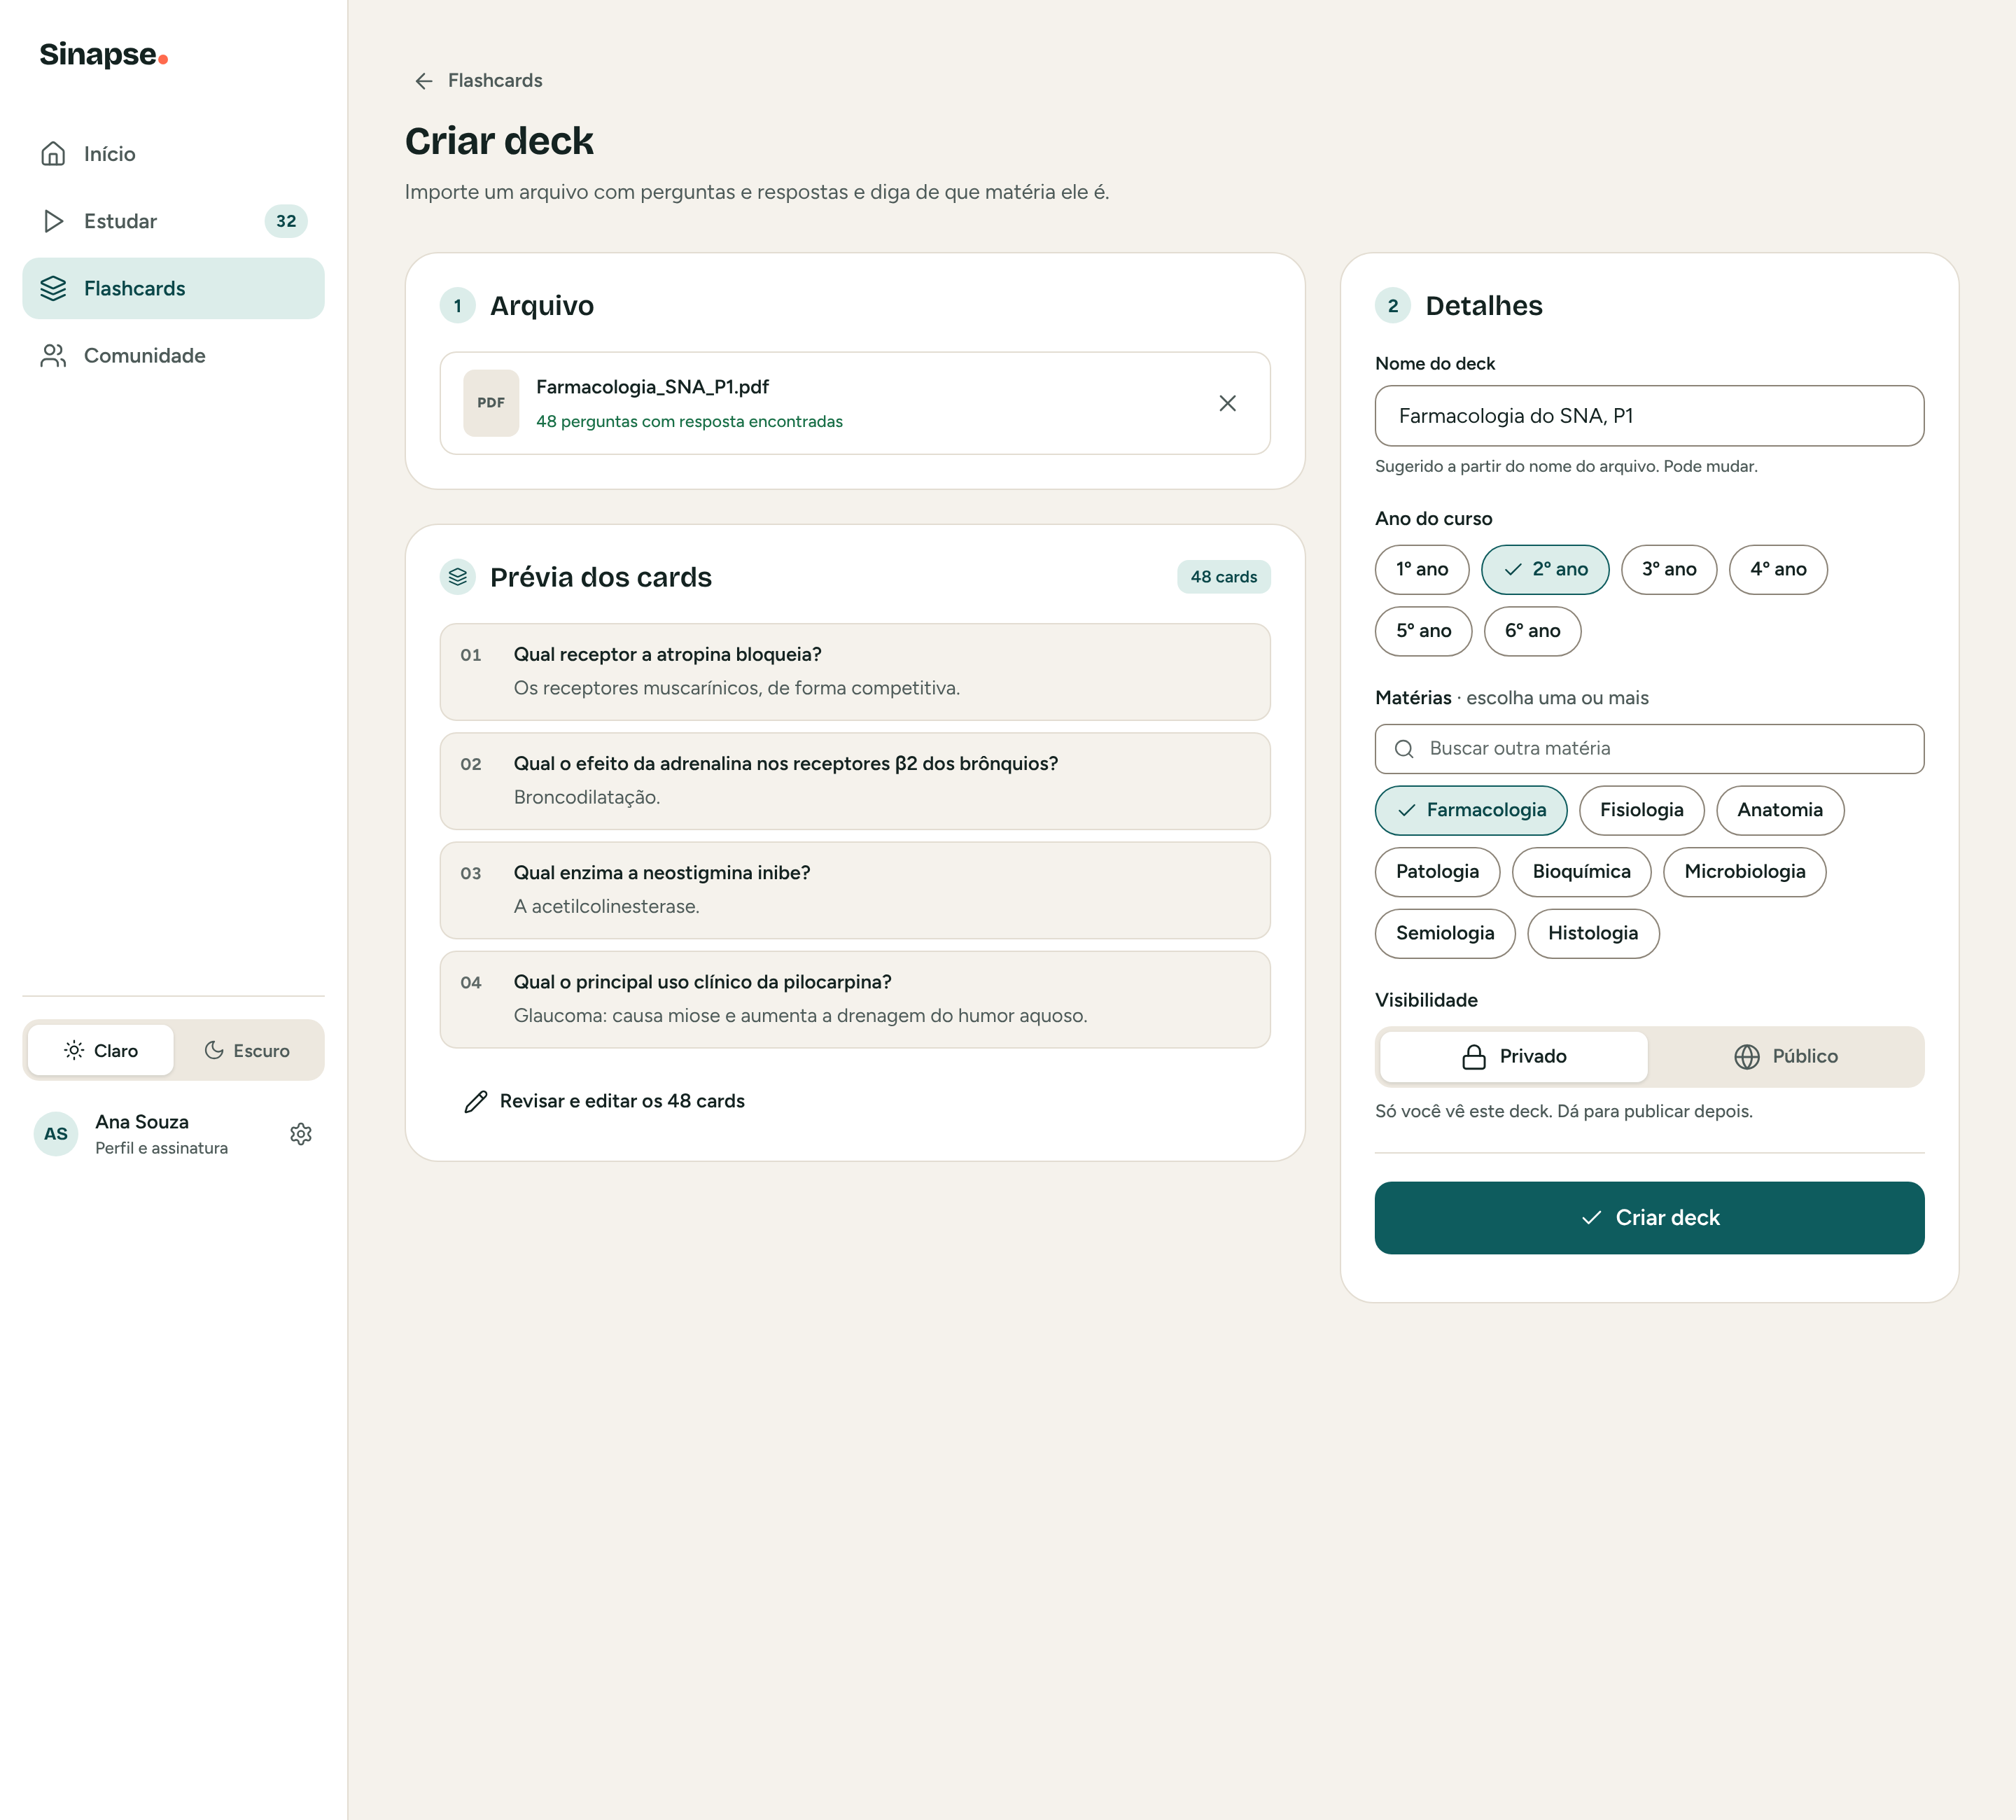 Sinapse.
Início
Estudar 32
Flashcards
Comunidade
Claro Escuro
AS
Ana Souza
Perfil e assinatura
Flashcards
Criar deck
Importe um arquivo com perguntas e respostas e diga de que matéria ele é.
1 Arquivo
PDF
Farmacologia_SNA_P1.pdf
48 perguntas com resposta encontradas
Prévia dos cards 48 cards
01 Qual receptor a atropina bloqueia?
Os receptores muscarínicos, de forma competitiva.
02 Qual o efeito da adrenalina nos receptores β2 dos brônquios?
Broncodilatação.
03 Qual enzima a neostigmina inibe?
A acetilcolinesterase.
04 Qual o principal uso clínico da pilocarpina?
Glaucoma: causa miose e aumenta a drenagem do humor aquoso.
Revisar e editar os 48 cards
2 Detalhes
Nome do deck
Farmacologia do SNA, P1
Sugerido a partir do nome do arquivo. Pode mudar.
Ano do curso
1º ano 2º ano 3º ano 4º ano
5º ano 6º ano
Matérias · escolha uma ou mais
Buscar outra matéria
Farmacologia Fisiologia Anatomia
Patologia Bioquímica Microbiologia
Semiologia Histologia
Visibilidade
Privado Público
Só você vê este deck. Dá para publicar depois.
Criar deck